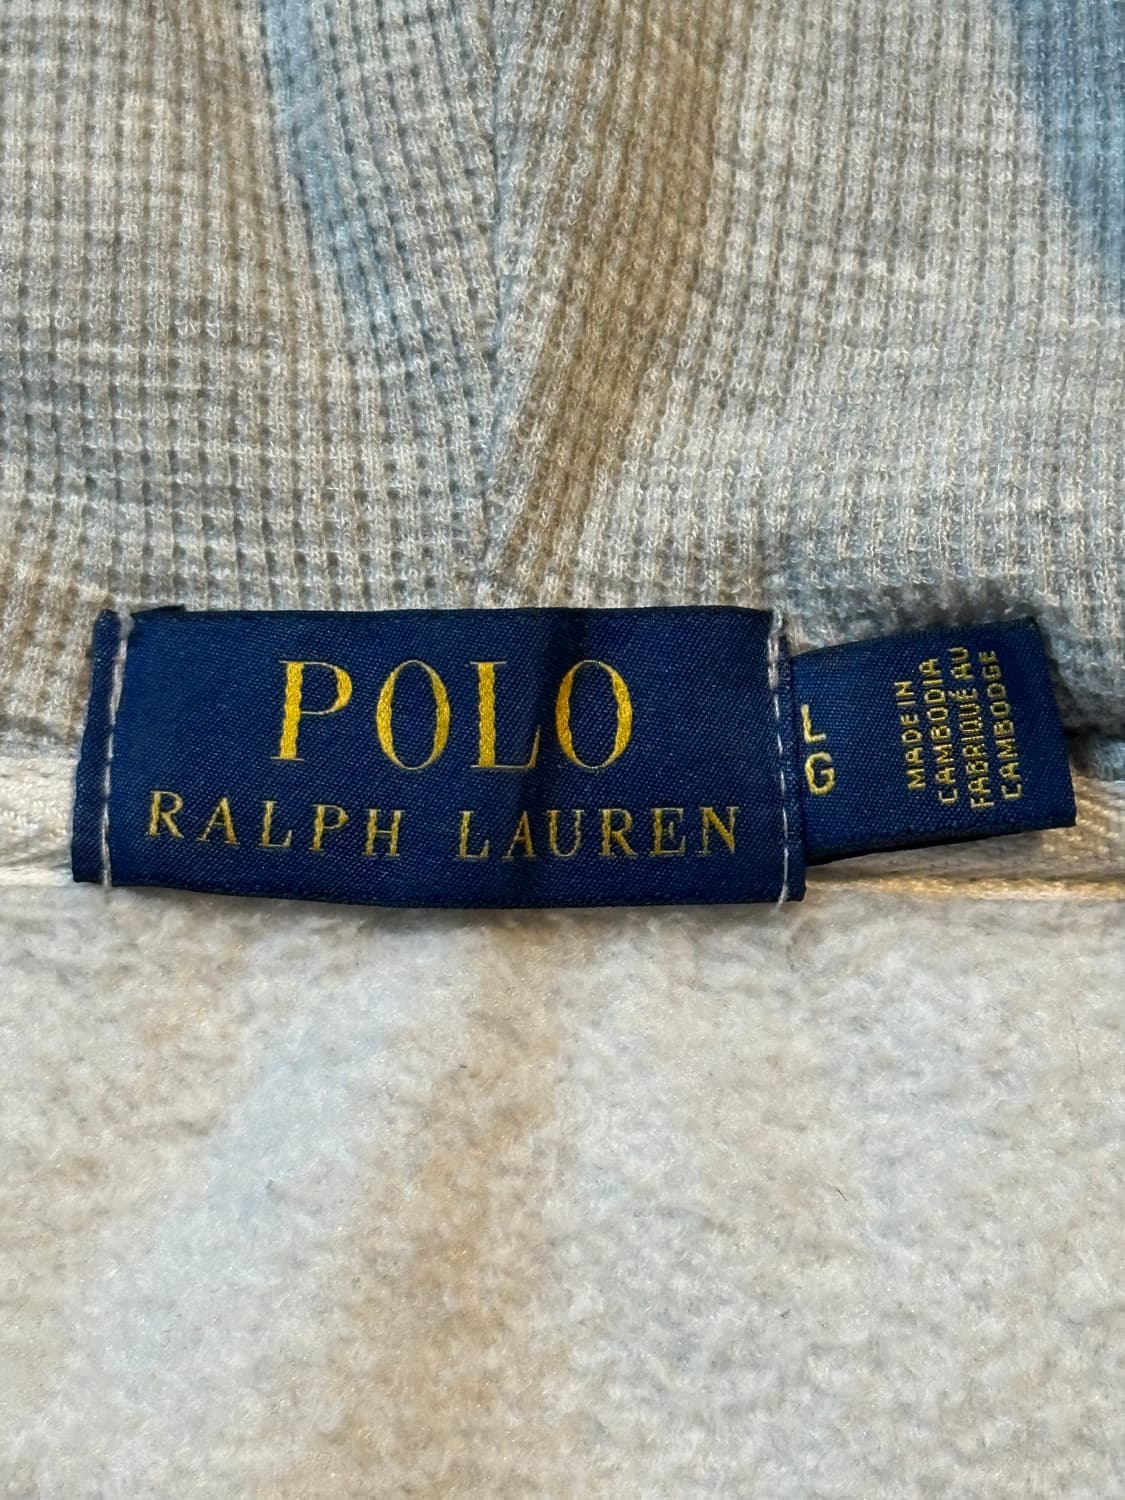 POLO
RALPH LAUREN
L
G
MADE IN
CAMBODIA
FABRIQUÉ AU
CAMBODGE